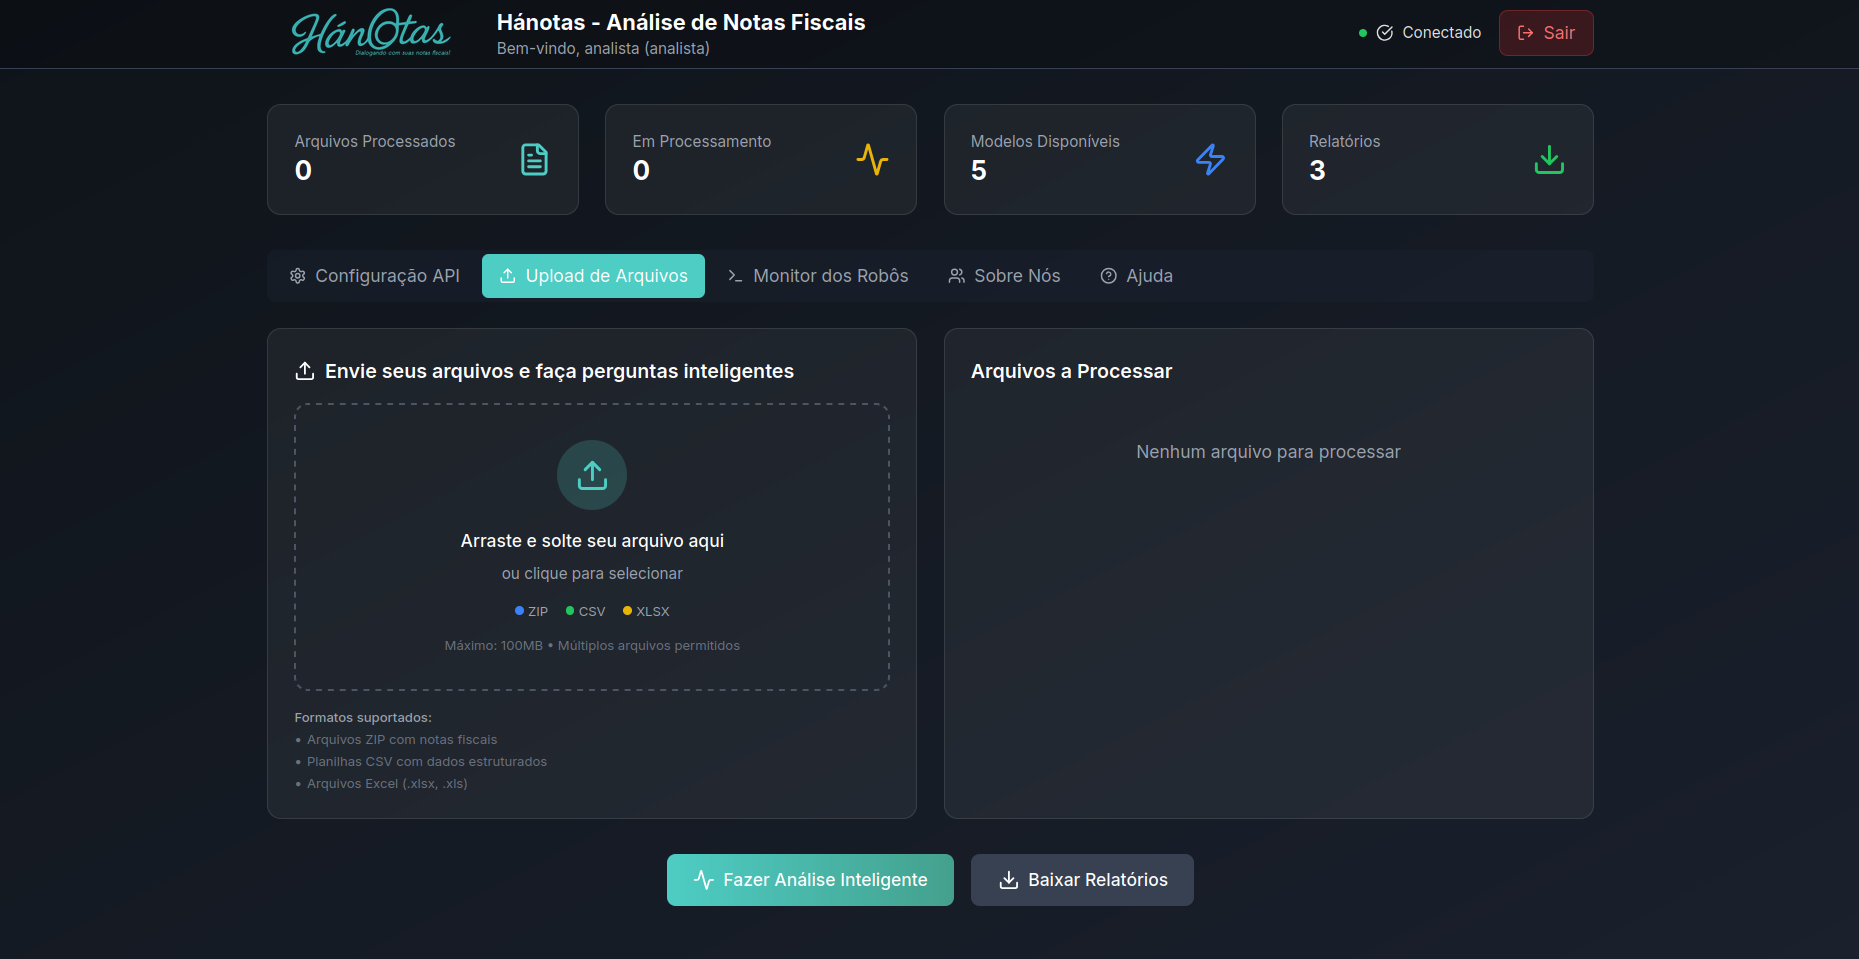 HánOtas
Dialogando com suas notas fiscais!
Hánotas - Análise de Notas Fiscais
Bem-vindo, analista (analista)
Conectado
Sair
Arquivos Processados
0
Em Processamento
0
Modelos Disponíveis
5
Relatórios
3
Configuração API
Upload de Arquivos
Monitor dos Robôs
Sobre Nós
Ajuda
Envie seus arquivos e faça perguntas inteligentes
Arraste e solte seu arquivo aqui
ou clique para selecionar
ZIP
CSV
XLSX
Máximo: 100MB • Múltiplos arquivos permitidos
Formatos suportados:
• Arquivos ZIP com notas fiscais
• Planilhas CSV com dados estruturados
• Arquivos Excel (.xlsx, .xls)
Arquivos a Processar
Nenhum arquivo para processar
Fazer Análise Inteligente
Baixar Relatórios